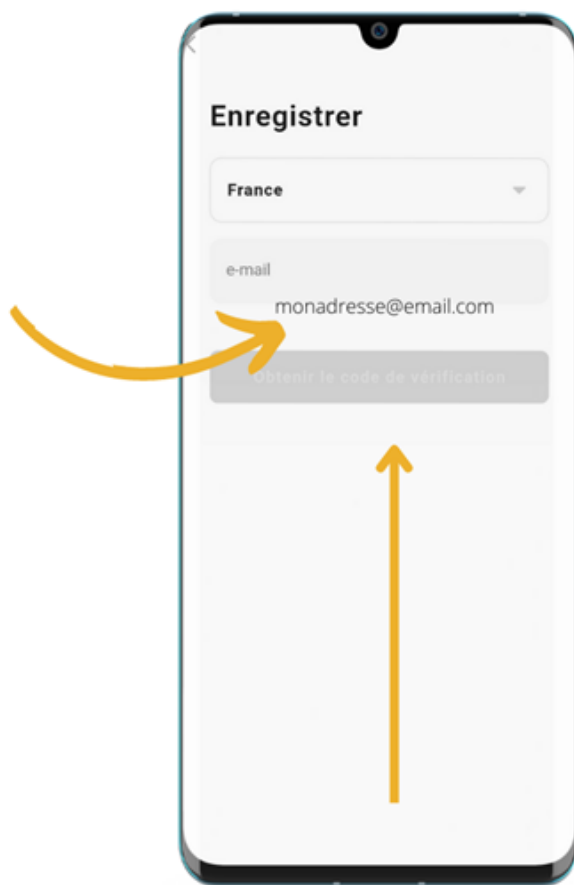 Enregistrer
France
e-mail
monadresse@email.com
Obtenir le code de vérification